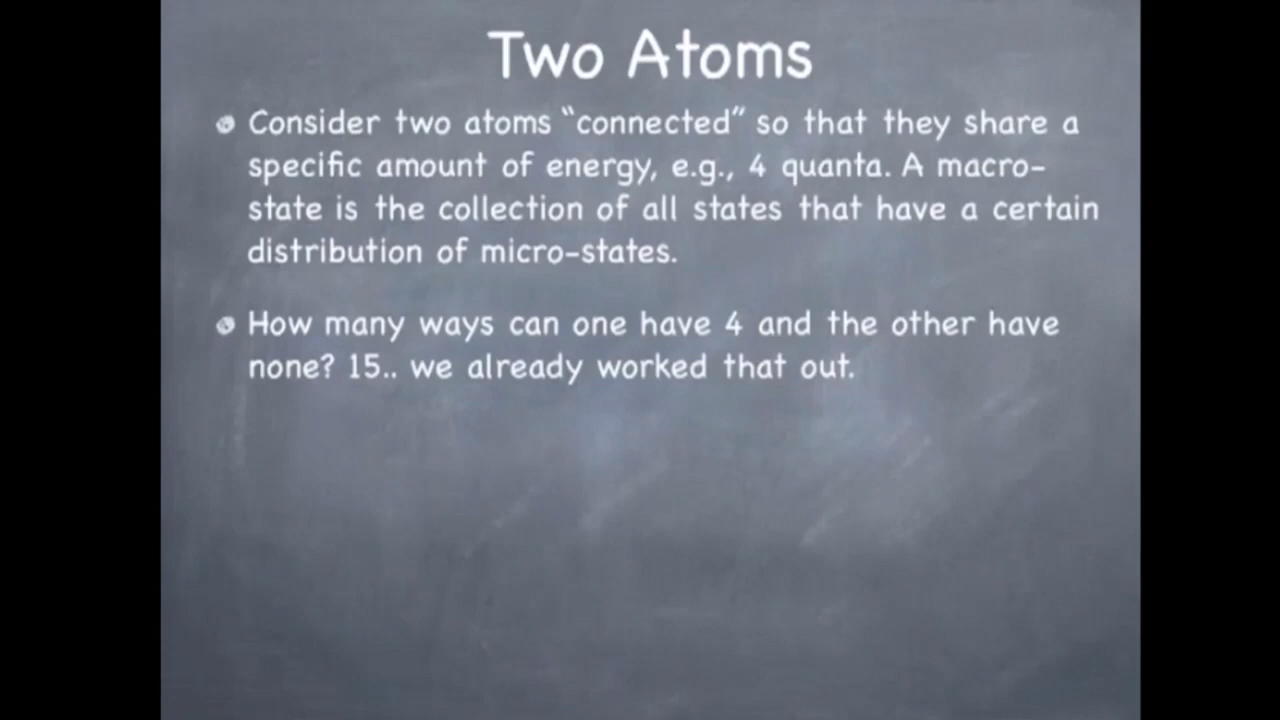 Two Atoms
Consider two atoms “connected” so that they share a
specific amount of energy, e.g., 4 quanta. A macro-
state is the collection of all states that have a certain
distribution of micro-states.
How many ways can one have 4 and the other have
none? 15.. we already worked that out.